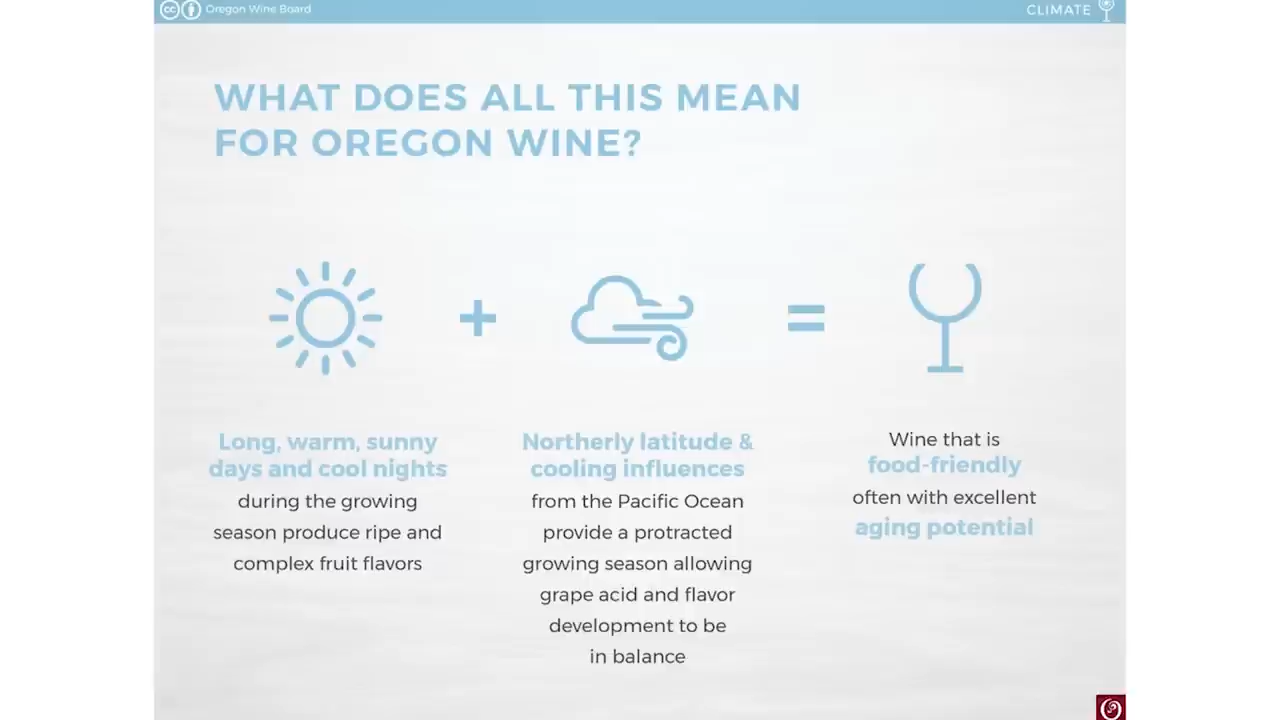 Oregon Wine Board
CLIMATE
WHAT DOES ALL THIS MEAN
FOR OREGON WINE?
+
=
Long, warm, sunny
days and cool nights
during the growing
season produce ripe and
complex fruit flavors
Northerly latitude &
cooling influences
from the Pacific Ocean
provide a protracted
growing season allowing
grape acid and flavor
development to be
in balance
Wine that is
food-friendly
often with excellent
aging potential